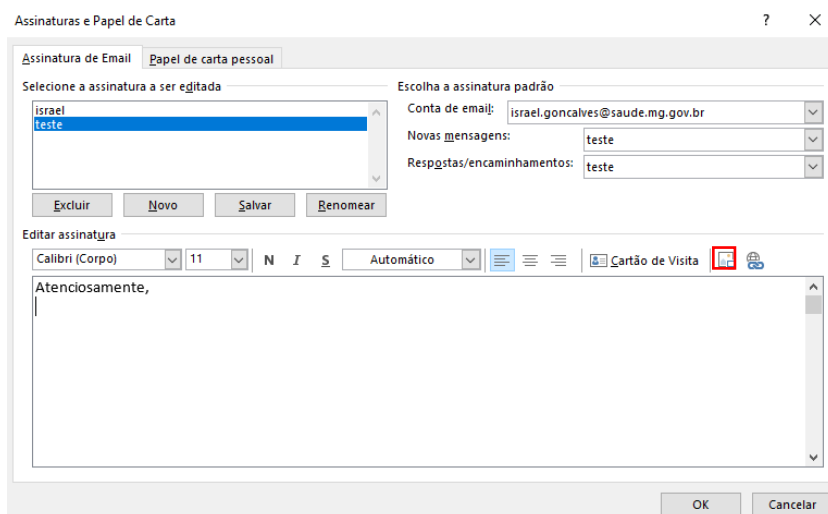 Assinaturas e Papel de Carta ? X
Assinatura de Email Papel de carta pessoal
Selecione a assinatura a ser editada Escolha a assinatura padrão
israel
teste
Conta de email: israel.goncalves@saude.mg.gov.br
Novas mensagens: teste
Respostas/encaminhamentos: teste
Excluir Novo Salvar Renomear
Editar assinatura
Calibri (Corpo) 11 N I S Automático Cartão de Visita
Atenciosamente,
OK Cancelar